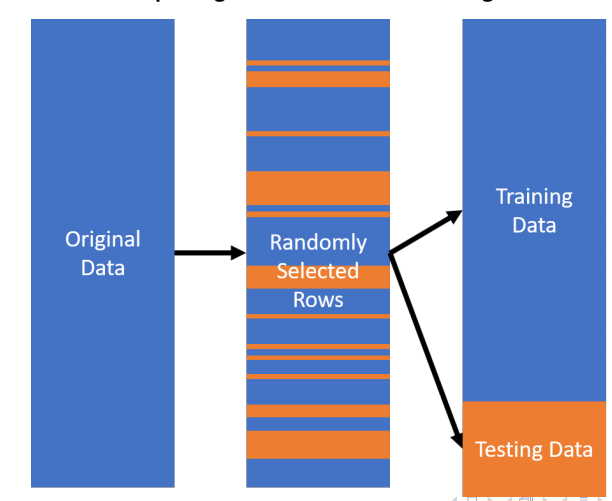 Original
Data
Randomly
Selected
Rows
Training
Data
Testing Data